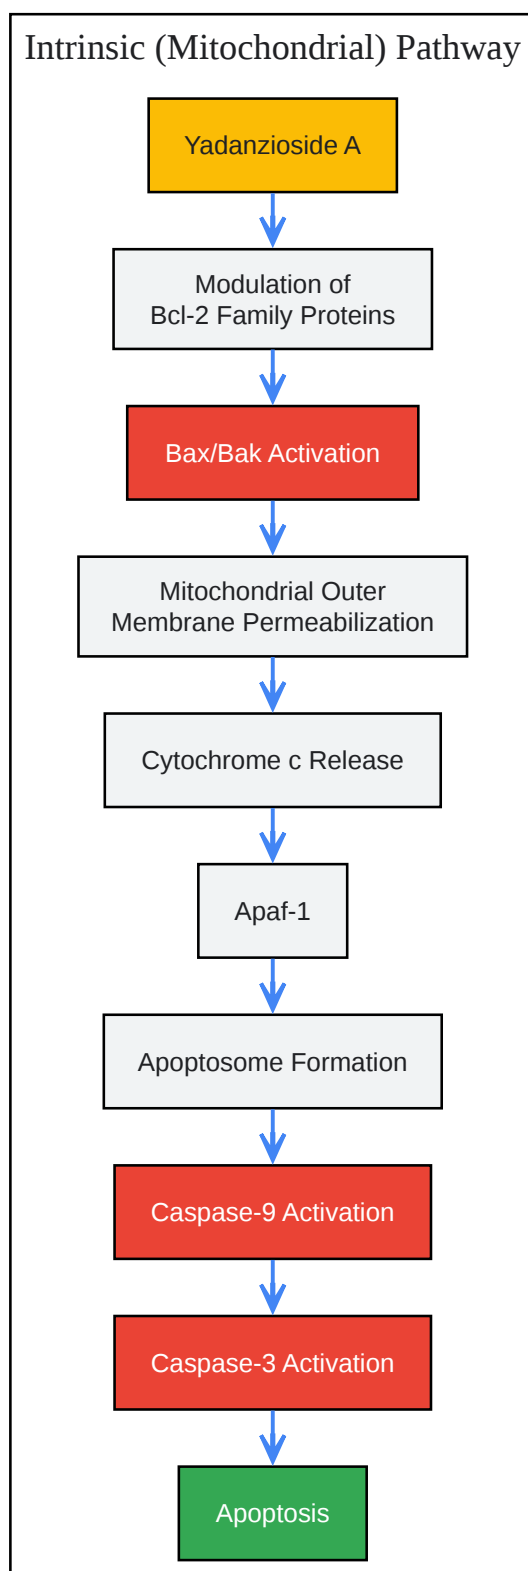 Intrinsic (Mitochondrial) Pathway
Yadanzioside A
Modulation of
Bcl-2 Family Proteins
Bax/Bak Activation
Mitochondrial Outer
Membrane Permeabilization
Cytochrome c Release
Apaf-1
Apoptosome Formation
Caspase-9 Activation
Caspase-3 Activation
Apoptosis